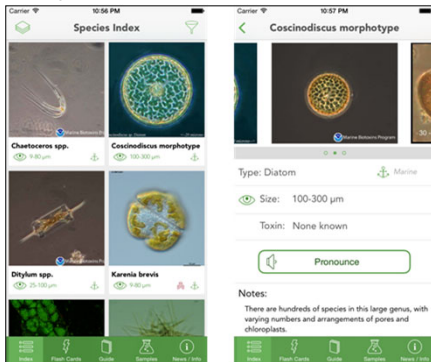 Carrier 10:56 PM
Species Index
Marine Biotoxins Program
Chaetoceros spp.
9-80 µm
Coscinodiscus morphotype
100-300 µm
Ditylum spp.
25-100 µm
Karenia brevis
9-80 µm
Index
Flash Cards
Guide
Samples
News / Info
Carrier 10:57 PM
Coscinodiscus morphotype
Marine Biotoxins Program
Type: Diatom
Marine
Size: 100-300 µm
Toxin: None known
Pronounce
Notes:
There are hundreds of species in this large genus, with
varying numbers and arrangements of pores and
chloroplasts.
Index
Flash Cards
Guide
Samples
News / Info